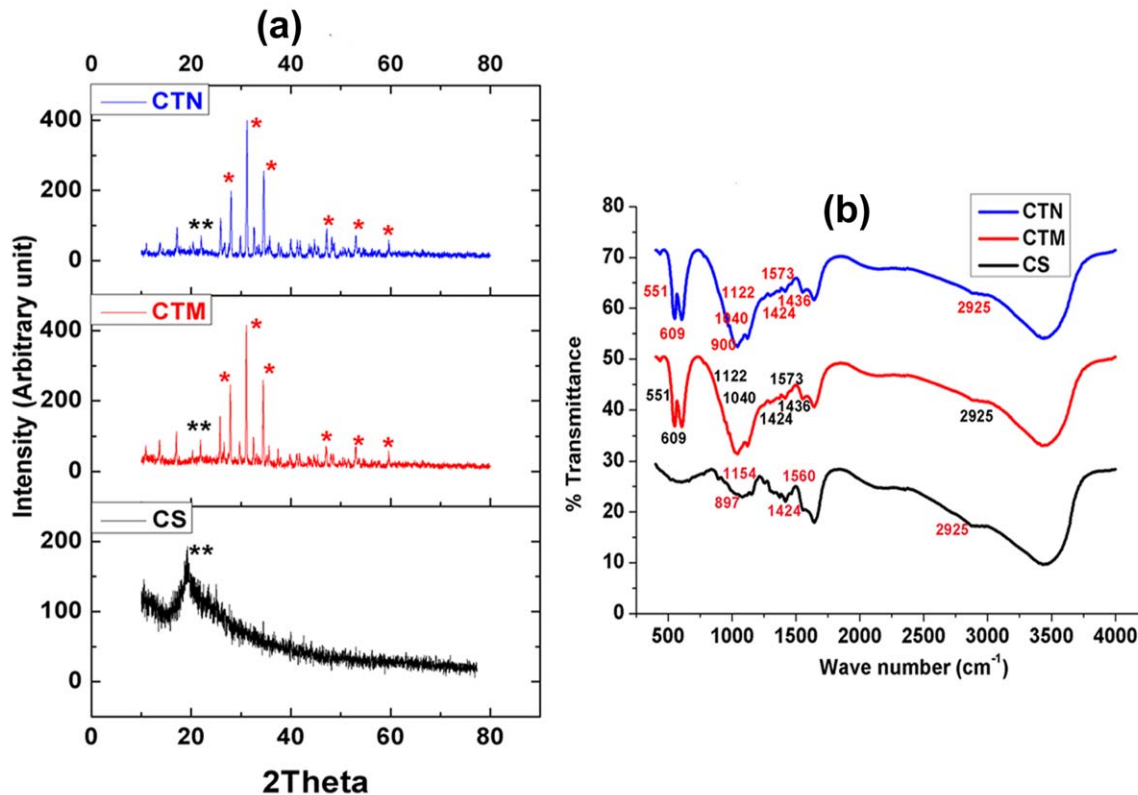 (a)
0 20 40 60 80
CTN
400
200
0
* * * * * * **
CTM
400
200
0
* * * * * * **
CS
200
100
0
**
0 20 40 60 80
2Theta
Intensity (Arbitrary unit)
(b)
CTN
CTM
CS
80
70
60
50
40
30
20
10
0
% Transmittance
551
609
900
1040
1122
1424
1573
1436
2925
551
609
1122
1040
1424
1573
1436
2925
897
1154
1424
1560
2925
500 1000 1500 2000 2500 3000 3500 4000
Wave number (cm⁻¹)